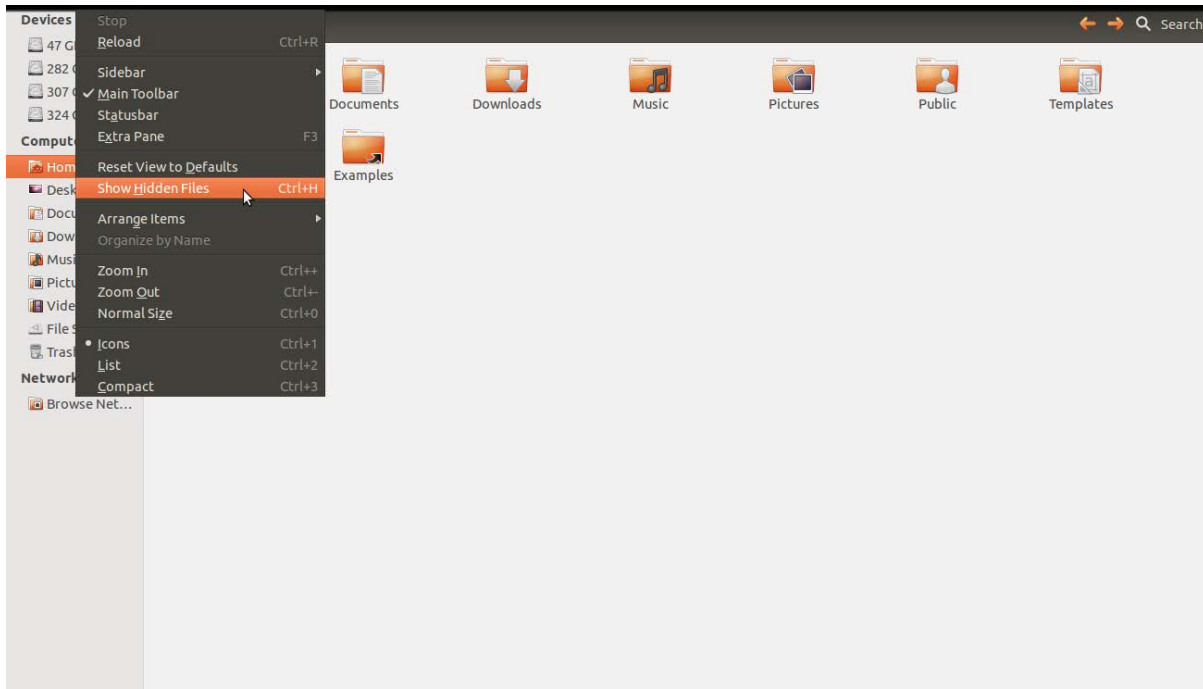 Devices
47 G
282
307
324
Comput
Hom
Desk
Docu
Dow
Musi
Pictu
Vide
File S
Tras
Network
Browse Net...
Stop
Reload Ctrl+R
Sidebar
Main Toolbar
Statusbar
Extra Pane F3
Reset View to Defaults
Show Hidden Files Ctrl+H
Arrange Items
Organize by Name
Zoom In Ctrl++
Zoom Out Ctrl+-
Normal Size Ctrl+0
Icons Ctrl+1
List Ctrl+2
Compact Ctrl+3
Search
Documents Downloads Music Pictures Public Templates
Examples